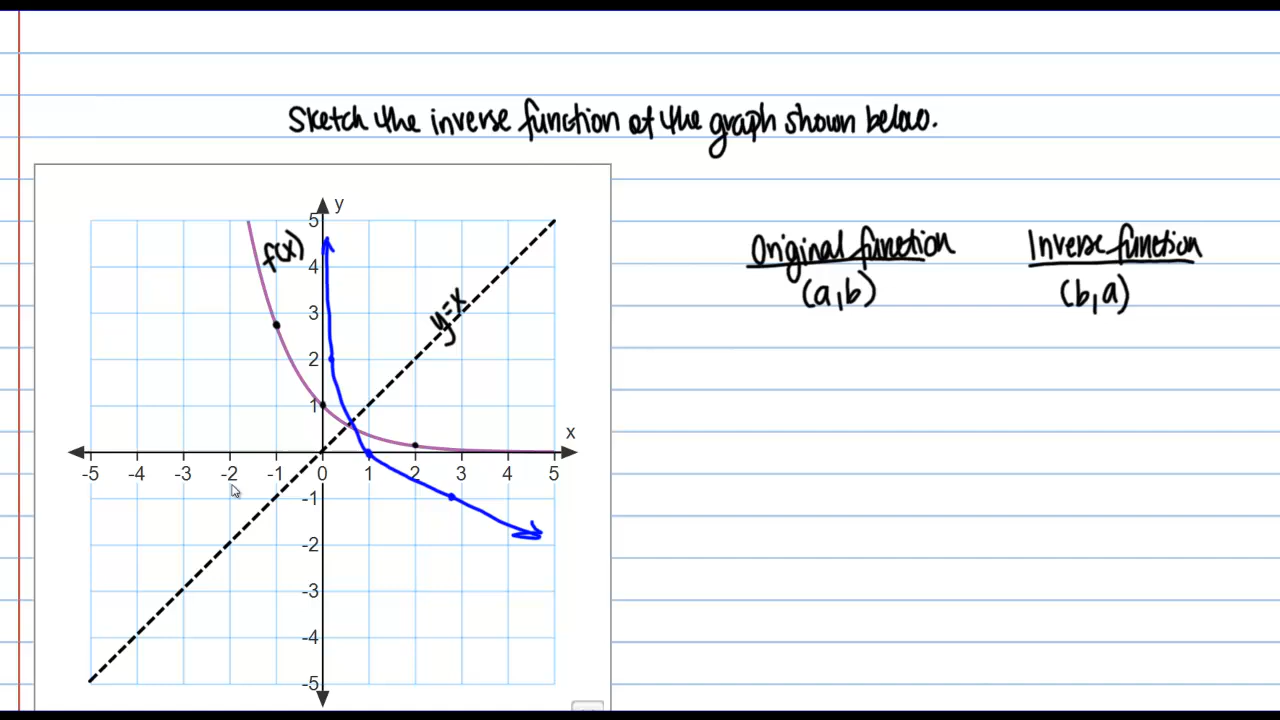 Sketch the inverse function of the graph shown below.
Original function
Inverse function
(a,b)
(b,a)
y
5
f(x)
4
y=x
3
2
1
x
-5 -4 -3 -2 -1 0 1 2 3 4 5
-1
-2
-3
-4
-5